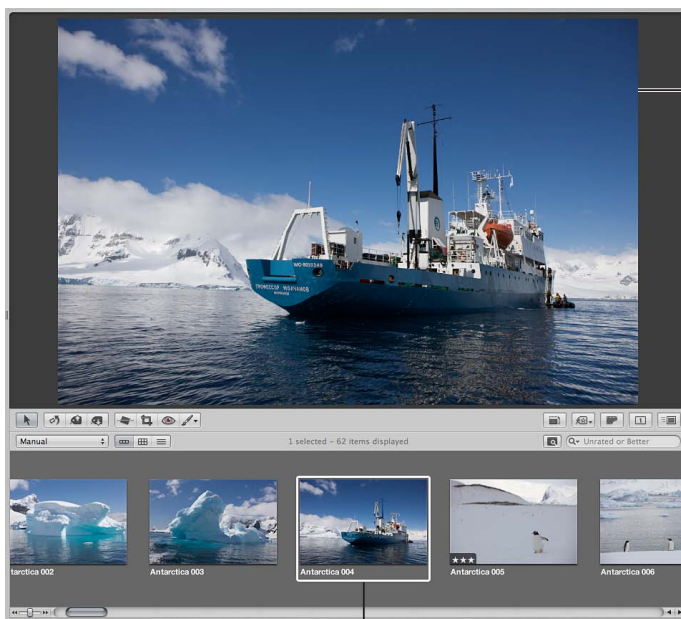 Manual
1 selected – 62 items displayed
Unrated or Better
tarctica 002
Antarctica 003
Antarctica 004
Antarctica 005
Antarctica 006